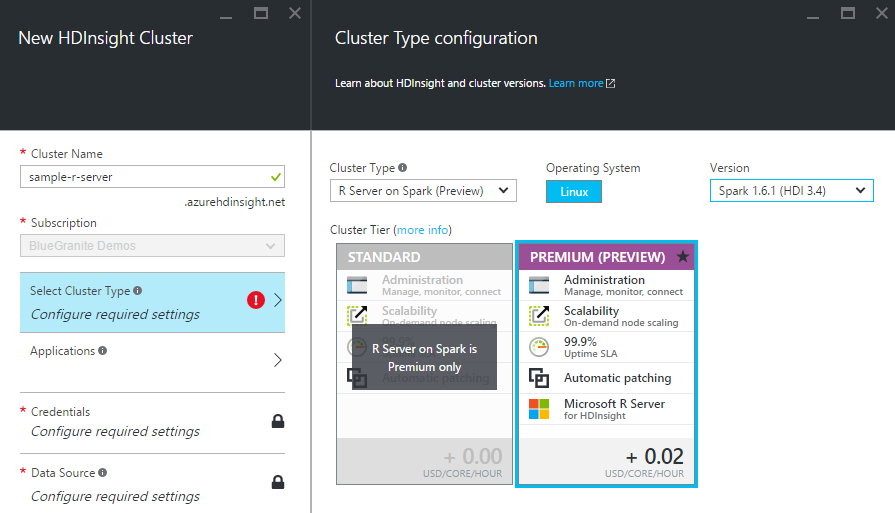 New HDInsight Cluster
* Cluster Name
sample-r-server
.azurehdinsight.net
* Subscription
BlueGranite Demos
Select Cluster Type
Configure required settings
Applications
* Credentials
Configure required settings
* Data Source
Configure required settings
Cluster Type configuration
Learn about HDInsight and cluster versions. Learn more
Cluster Type
R Server on Spark (Preview)
Operating System
Linux
Version
Spark 1.6.1 (HDI 3.4)
Cluster Tier (more info)
STANDARD
Administration
Manage, monitor, connect
Scalability
On-demand node scaling
99.9%
R Server on Spark is
Premium only
Automatic patching
+ 0.00
USD/CORE/HOUR
PREMIUM (PREVIEW)
Administration
Manage, monitor, connect
Scalability
On-demand node scaling
99.9%
Uptime SLA
Automatic patching
Microsoft R Server
for HDInsight
+ 0.02
USD/CORE/HOUR